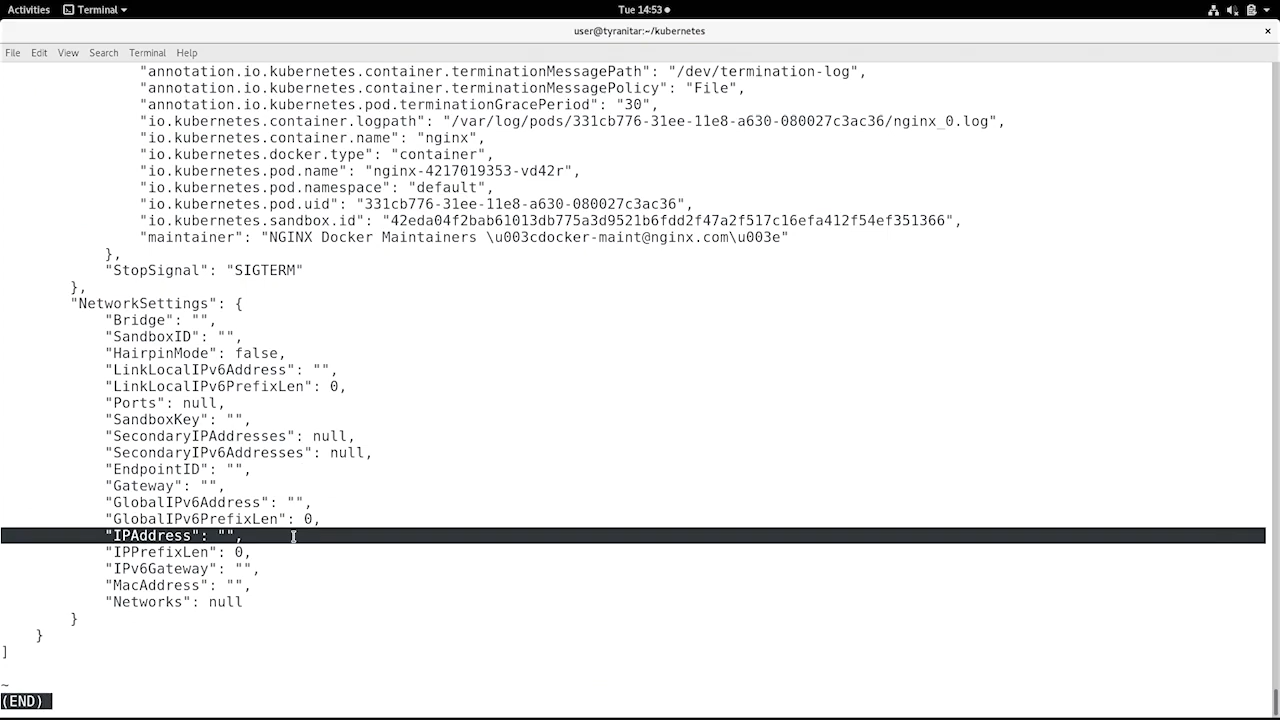 Activities Terminal Tue 14:53
user@tyranitar:~/kubernetes ×
File Edit View Search Terminal Help
"annotation.io.kubernetes.container.terminationMessagePath": "/dev/termination-log",
"annotation.io.kubernetes.container.terminationMessagePolicy": "File",
"annotation.io.kubernetes.pod.terminationGracePeriod": "30",
"io.kubernetes.container.logpath": "/var/log/pods/331cb776-31ee-11e8-a630-080027c3ac36/nginx_0.log",
"io.kubernetes.container.name": "nginx",
"io.kubernetes.docker.type": "container",
"io.kubernetes.pod.name": "nginx-4217019353-vd42r",
"io.kubernetes.pod.namespace": "default",
"io.kubernetes.pod.uid": "331cb776-31ee-11e8-a630-080027c3ac36",
"io.kubernetes.sandbox.id": "42eda04f2bab61013db775a3d9521b6fdd2f47a2f517c16efa412f54ef351366",
"maintainer": "NGINX Docker Maintainers \u003cdocker-maint@nginx.com\u003e"
},
"StopSignal": "SIGTERM"
},
"NetworkSettings": {
"Bridge": "",
"SandboxID": "",
"HairpinMode": false,
"LinkLocalIPv6Address": "",
"LinkLocalIPv6PrefixLen": 0,
"Ports": null,
"SandboxKey": "",
"SecondaryIPAddresses": null,
"SecondaryIPv6Addresses": null,
"EndpointID": "",
"Gateway": "",
"GlobalIPv6Address": "",
"GlobalIPv6PrefixLen": 0,
"IPAddress": "",
"IPPrefixLen": 0,
"IPv6Gateway": "",
"MacAddress": "",
"Networks": null
}
}
]
~
(END)